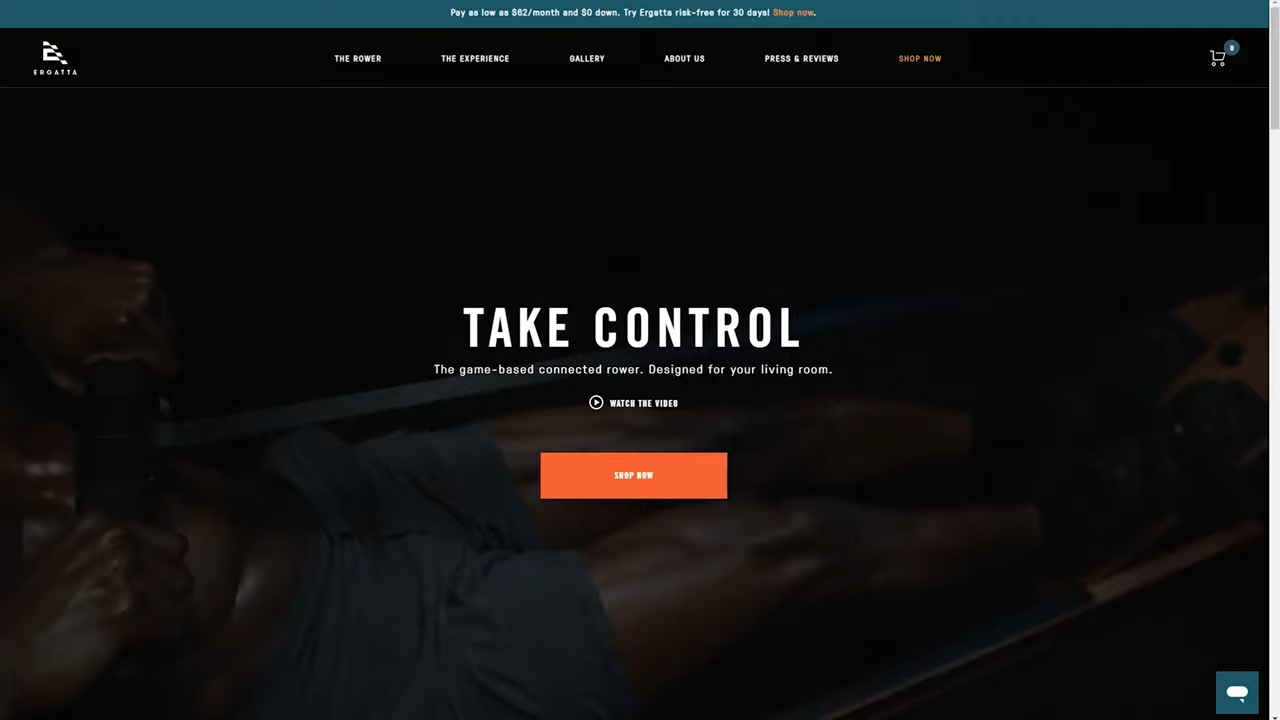 Pay as low as $62/month and $0 down. Try Ergatta risk-free for 30 days! Shop now.
ERGATTA
THE ROWER
THE EXPERIENCE
GALLERY
ABOUT US
PRESS & REVIEWS
SHOP NOW
0
TAKE CONTROL
The game-based connected rower. Designed for your living room.
WATCH THE VIDEO
SHOP NOW